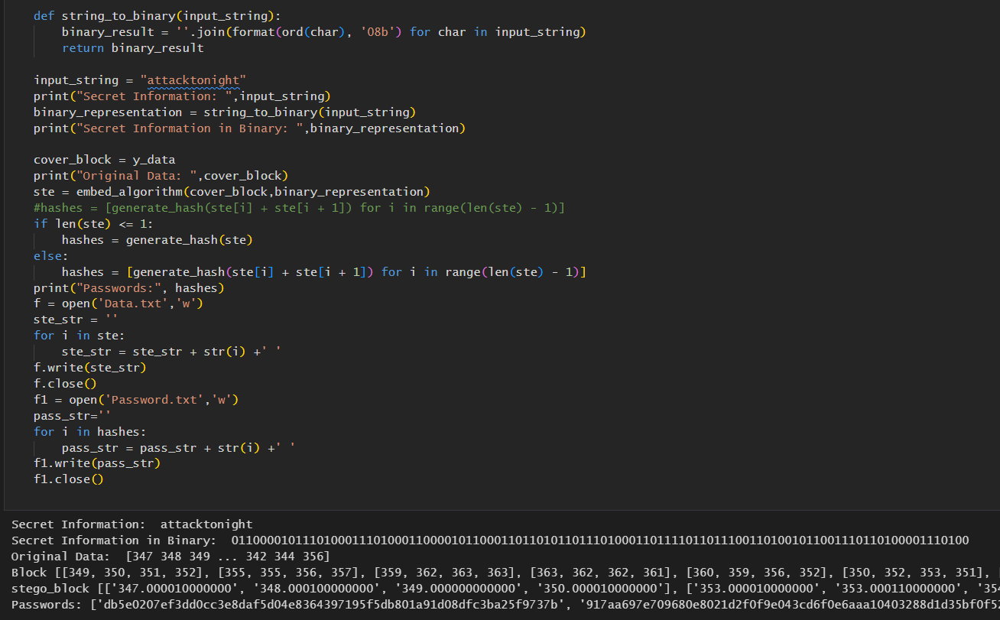 def string_to_binary(input_string):
    binary_result = ''.join(format(ord(char), '08b') for char in input_string)
    return binary_result
input_string = "attacktonight"
print("Secret Information: ",input_string)
binary_representation = string_to_binary(input_string)
print("Secret Information in Binary: ",binary_representation)
cover_block = y_data
print("Original Data: ",cover_block)
ste = embed_algorithm(cover_block,binary_representation)
#hashes = [generate_hash(ste[i] + ste[i + 1]) for i in range(len(ste) - 1)]
if len(ste) <= 1:
    hashes = generate_hash(ste)
else:
    hashes = [generate_hash(ste[i] + ste[i + 1]) for i in range(len(ste) - 1)]
print("Passwords:", hashes)
f = open('Data.txt','w')
ste_str = ''
for i in ste:
    ste_str = ste_str + str(i) +' '
f.write(ste_str)
f.close()
f1 = open('Password.txt','w')
pass_str=''
for i in hashes:
    pass_str = pass_str + str(i) +' '
f1.write(pass_str)
f1.close()
Secret Information:  attacktonight
Secret Information in Binary:  01100001011101000111010001100001011000110110101101110100011011110110111001101001011001110110100001110100
Original Data:  [347 348 349 ... 342 344 356]
Block [[349, 350, 351, 352], [355, 355, 356, 357], [359, 362, 363, 363], [363, 362, 362, 361], [360, 359, 356, 352], [350, 352, 353, 351],
stego_block [['347.000010000000', '348.000100000000', '349.000000000000', '350.000010000000'], ['353.000010000000', '353.000110000000',
Passwords: ['db5e0207ef3dd0cc3e8daf5d04e8364397195f5db801a91d08dfc3ba25f9737b', '917aa697e709680e8021d2f0f9e043cd6f0e6aaa10403288d1d35bf0f5